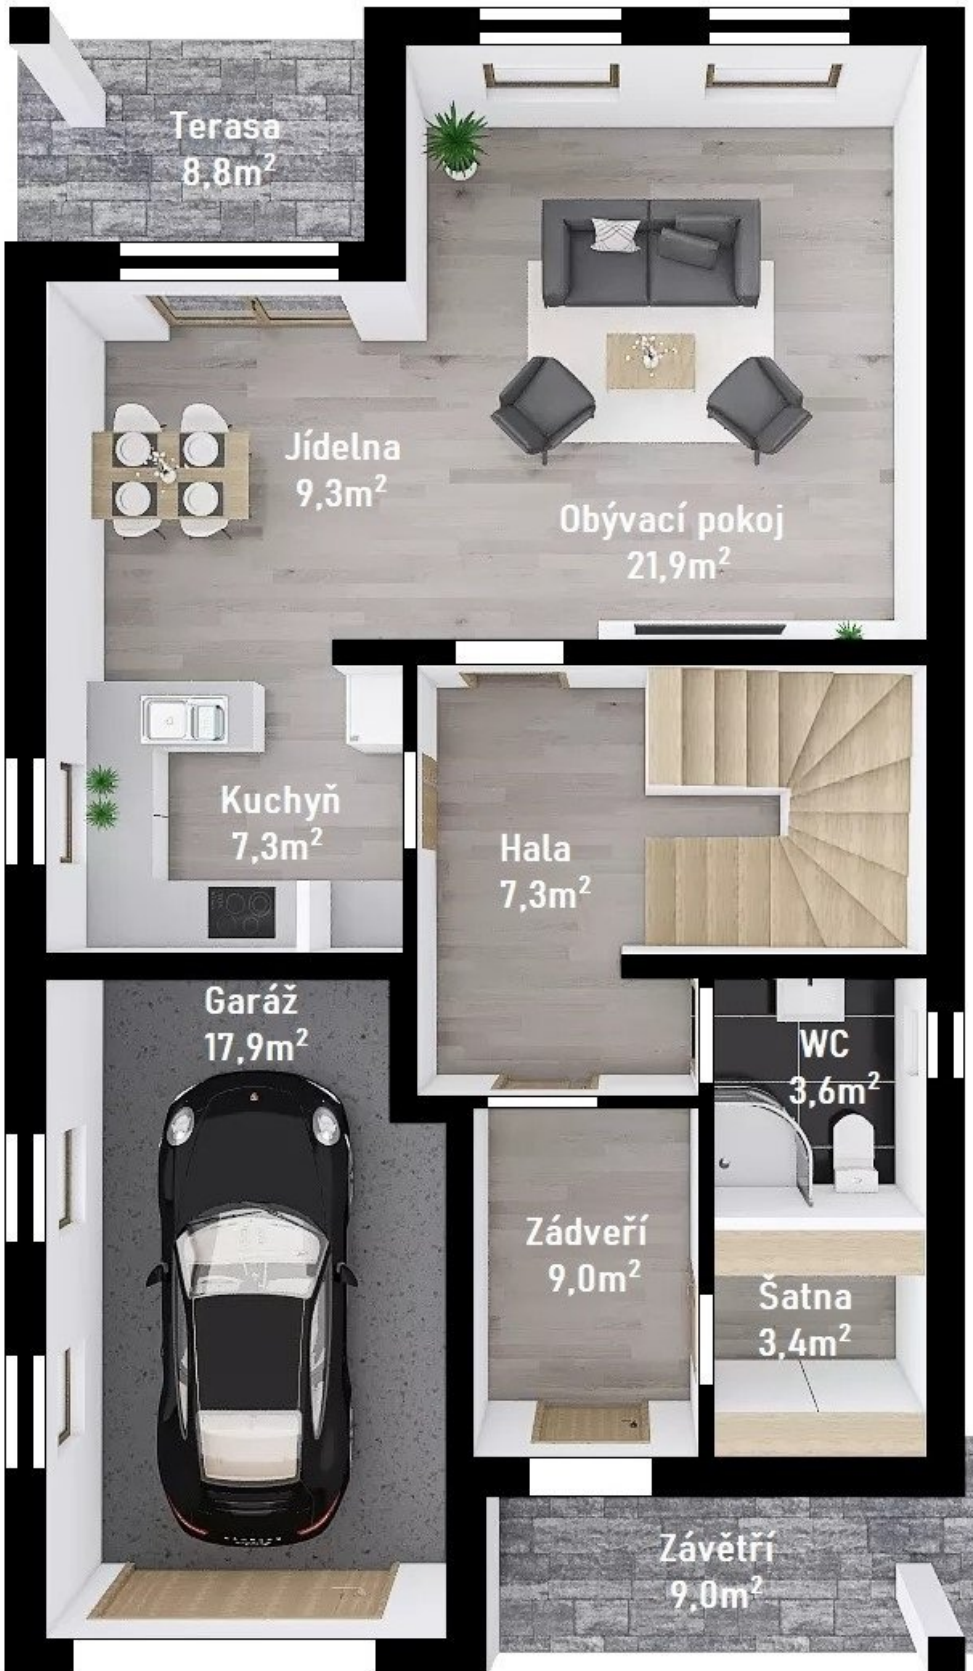 Terasa
8,8m²
Jídelna
9,3m²
Obývací pokoj
21,9m²
Kuchyň
7,3m²
Hala
7,3m²
Garáž
17,9m²
WC
3,6m²
Zádveří
9,0m²
Šatna
3,4m²
Závětří
9,0m²